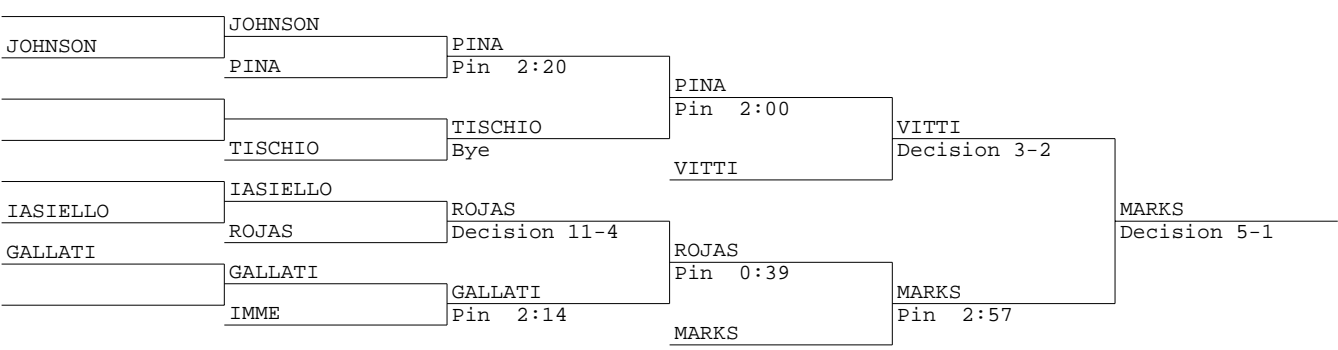 JOHNSON
JOHNSON
PINA
PINA
Pin 2:20
TISCHIO
TISCHIO
Bye
PINA
Pin 2:00
VITTI
VITTI
Decision 3-2
IASIELLO
IASIELLO
ROJAS
ROJAS
Decision 11-4
GALLATI
GALLATI
IMME
GALLATI
Pin 2:14
ROJAS
Pin 0:39
MARKS
MARKS
Pin 2:57
MARKS
Decision 5-1